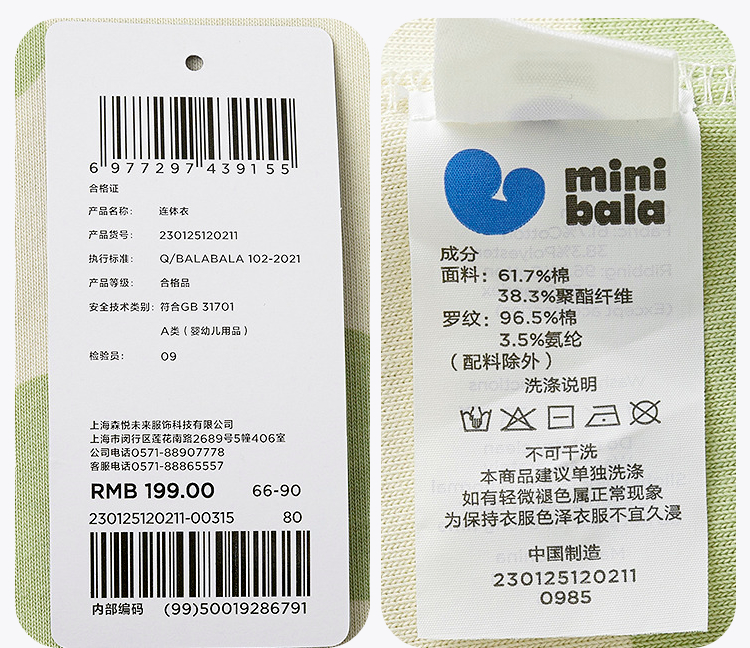 6 977297 439155
合格证
产品名称： 连体衣
产品货号： 230125120211
执行标准： Q/BALABALA 102-2021
产品等级： 合格品
安全技术类别：符合GB 31701
A类（婴幼儿用品）
检验员： 09
上海森悦未来服饰科技有限公司
上海市闵行区莲花南路2689号5幢406室
公司电话0571-88907778
客服电话0571-88865557
RMB 199.00 66-90
230125120211-00315 80
内部编码 (99)50019286791
mini
bala
成分
面料：61.7%棉
38.3%聚酯纤维
罗纹：96.5%棉
3.5%氨纶
（配料除外）
洗涤说明
不可干洗
本商品建议单独洗涤
如有轻微褪色属正常现象
为保持衣服色泽衣服不宜久浸
中国制造
230125120211
0985